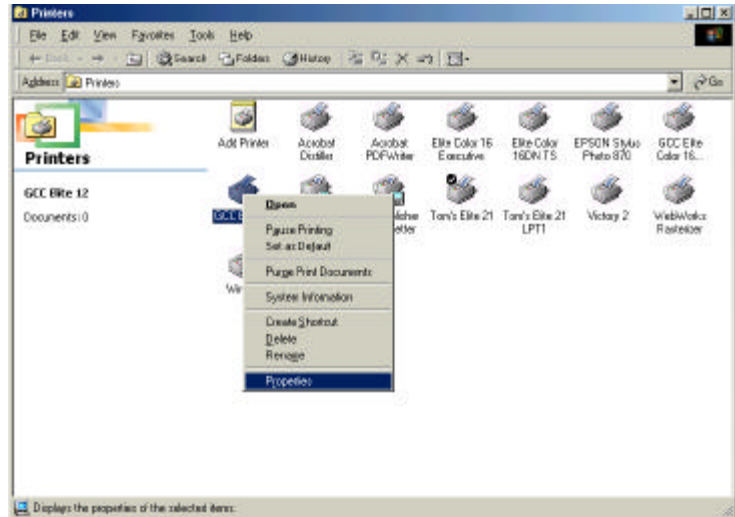 Printers
File Edit View Favorites Tools Help
Back Search Folders History
Address Printers Go
Printers
GCC Elite 12
Documents: 0
Add Printer
Acrobat Distiller
Acrobat PDFWriter
Elite Color 16 Executive
Elite Color 16DN TS
EPSON Stylus Photo 870
GCC Elite Color 16...
GCC E
Tom's Elite 21
Tom's Elite 21 LPT1
Victory 2
WebWorks Rasterizer
Open
Pause Printing
Set as Default
Purge Print Documents
System Information
Create Shortcut
Delete
Rename
Properties
Displays the properties of the selected items.